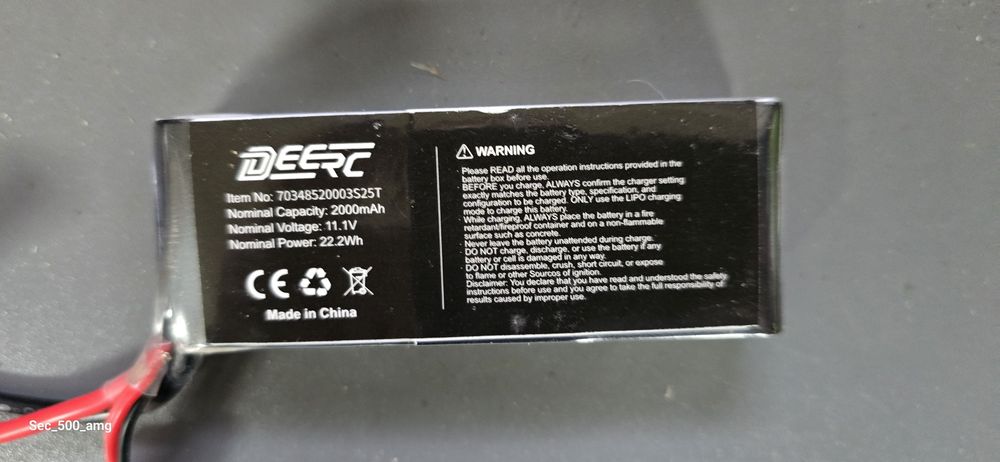 DEERC
Item No: 70348520003S25T
Nominal Capacity: 2000mAh
Nominal Voltage: 11.1V
Nominal Power: 22.2Wh
CE
Made in China
WARNING
· Please READ all the operation instructions provided in the
battery box before use.
· BEFORE you charge, ALWAYS confirm the charger setting
exactly matches the battery type, specification, and
configuration to be charged. ONLY use the LIPO charging
mode to charge this battery.
· While charging, ALWAYS place the battery in a fire
retardant/fireproof container and on a non-flammable
surface such as concrete.
· Never leave the battery unattended during charge.
· DO NOT charge, discharge, or use the battery if any
battery or cell is damaged in any way.
· DO NOT disassemble, crush, short circuit, or expose
to flame or other Sourcos of ignition.
Disclaimer: You declare that you have read and understood the safety
instructions before use and you agree to take the full responsibility of
results caused by improper use.
Sec_500_amg